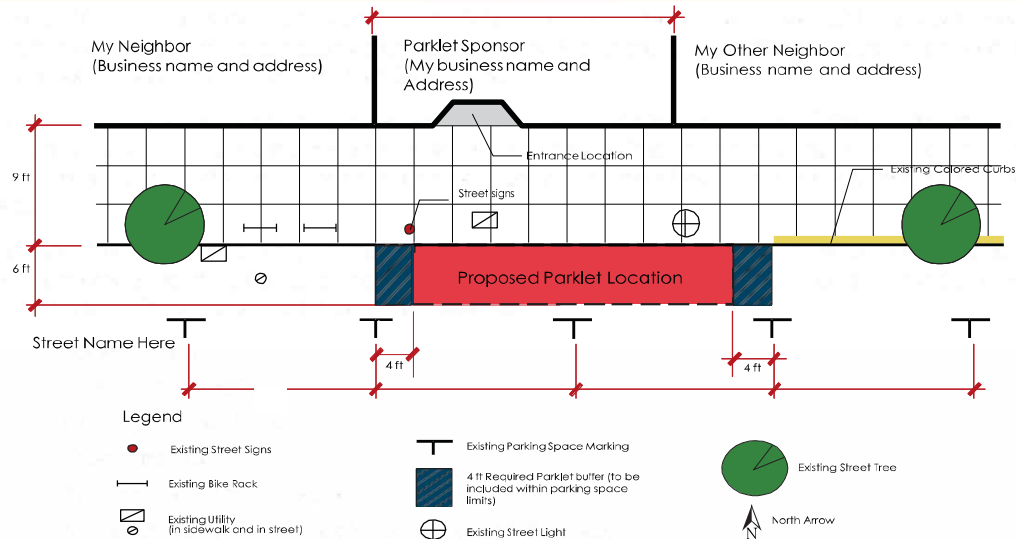 My Neighbor
(Business name and address)
Parklet Sponsor
(My business name and
Address)
My Other Neighbor
(Business name and address)
Entrance Location
Existing Colored Curbs
9 ft
Street signs
6 ft
Proposed Parklet Location
Street Name Here
4 ft
4 ft
Legend
Existing Street Signs
Existing Bike Rack
Existing Utility
(in sidewalk and in street)
Existing Parking Space Marking
4 ft Required Parklet buffer (to be
included within parking space
limits)
Existing Street Light
Existing Street Tree
North Arrow
N